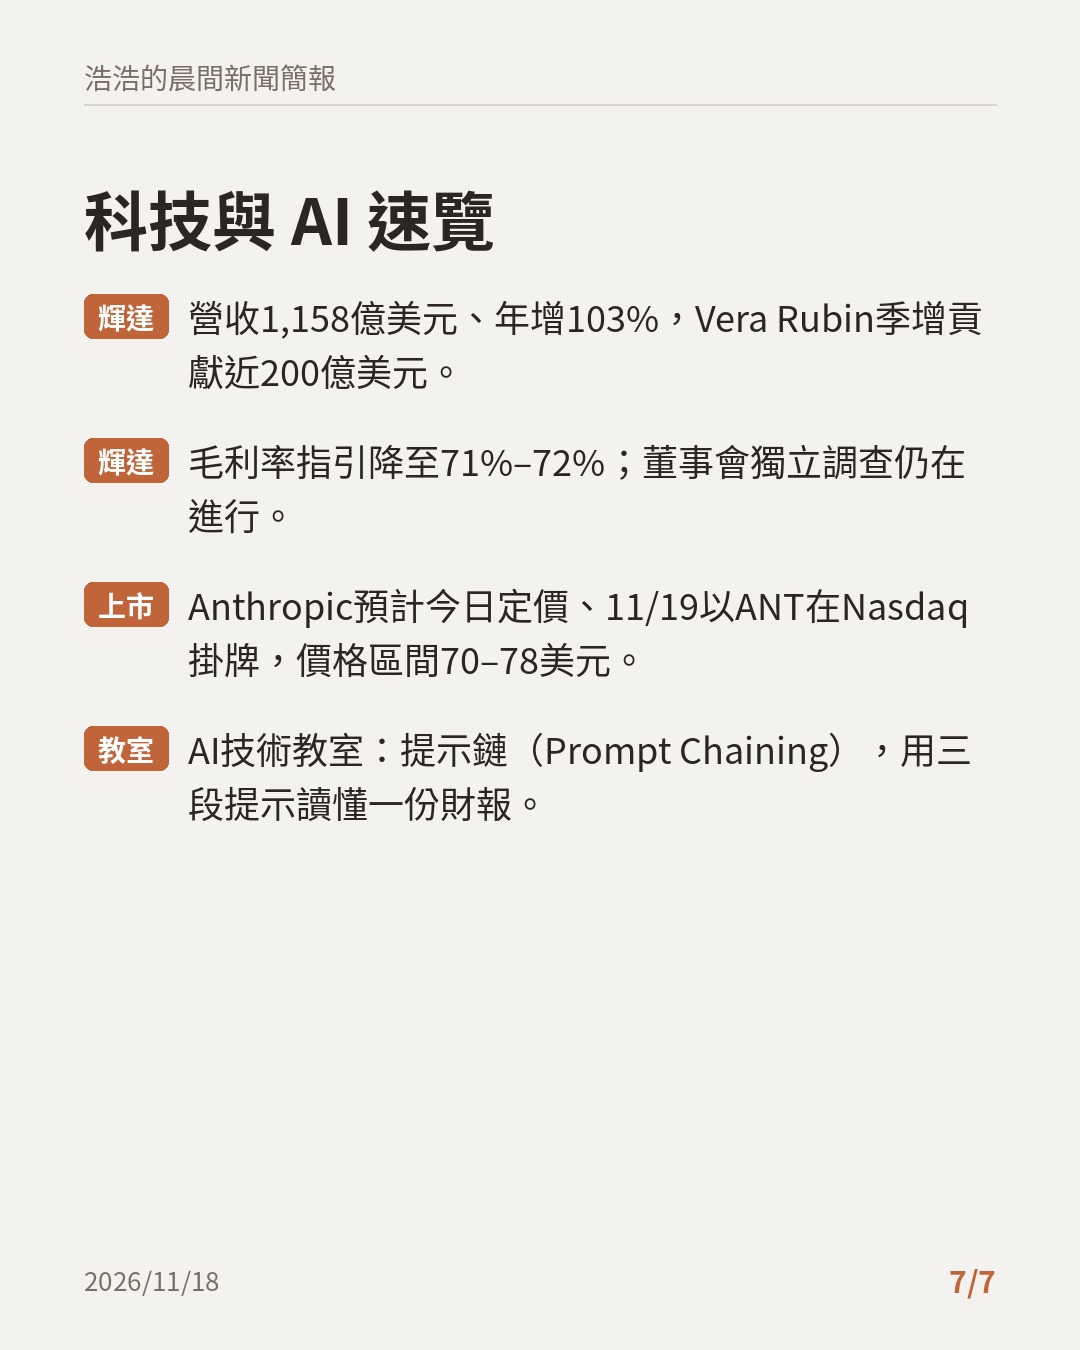 浩浩的晨間新聞簡報
科技與 AI 速覽
輝達 營收1,158億美元、年增103%，Vera Rubin季增貢
獻近200億美元。
輝達 毛利率指引降至71%–72%；董事會獨立調查仍在
進行。
上市 Anthropic預計今日定價、11/19以ANT在Nasdaq
掛牌，價格區間70–78美元。
教室 AI技術教室：提示鏈（Prompt Chaining），用三
段提示讀懂一份財報。
2026/11/18 7/7